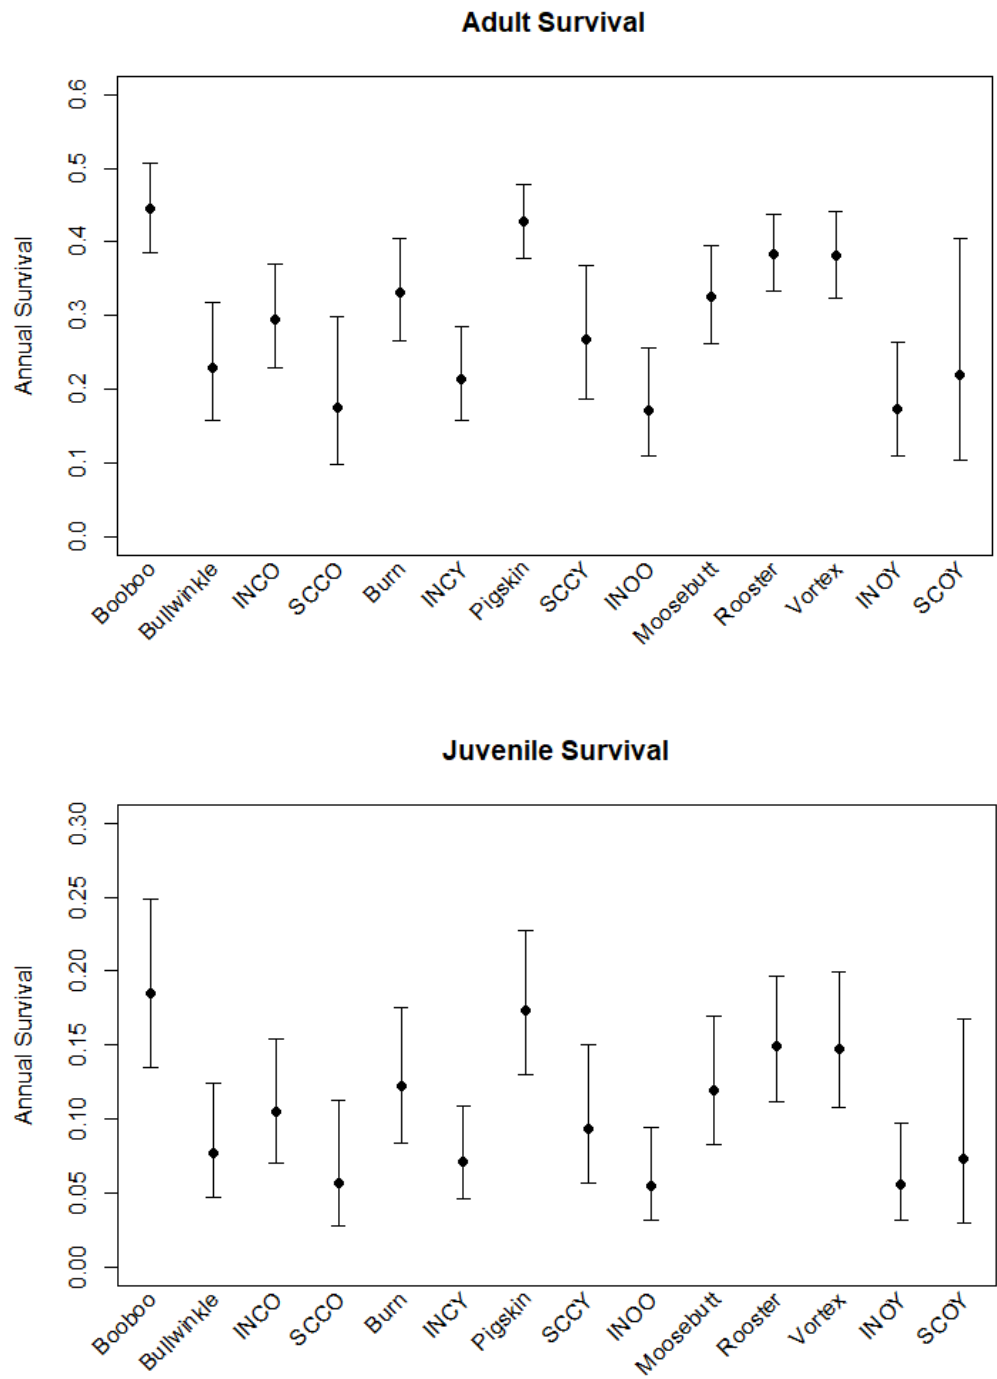 Adult Survival
Annual Survival
0.6
0.5
0.4
0.3
0.2
0.1
0.0
Booboo
Bullwinkle
INCO
SCCO
Burn
INCY
Pigskin
SCCY
INOO
Moosebutt
Rooster
Vortex
INOY
SCOY
Juvenile Survival
Annual Survival
0.30
0.25
0.20
0.15
0.10
0.05
0.00
Booboo
Bullwinkle
INCO
SCCO
Burn
INCY
Pigskin
SCCY
INOO
Moosebutt
Rooster
Vortex
INOY
SCOY